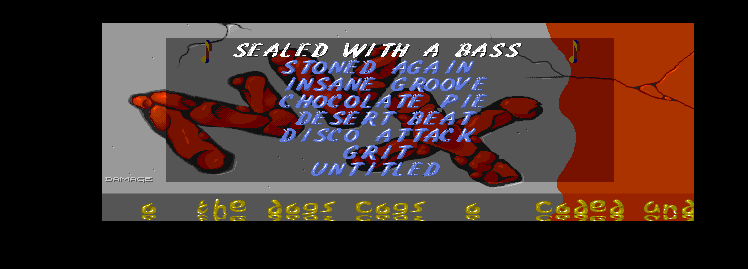 SEALED WITH A BASS
STONED AGAIN
INSANE GROOVE
CHOCOLATE PIE
DESERT BEAT
DISCO ATTACK
GRIT
UNTITLED
DAMAGE